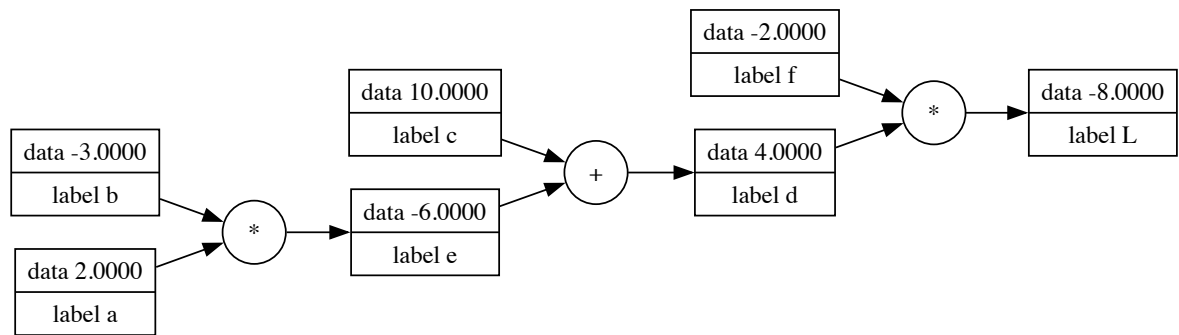 data -2.0000
label f
data 10.0000
label c
*
data -8.0000
label L
data -3.0000
label b
+
data 4.0000
label d
data -6.0000
label e
*
data 2.0000
label a